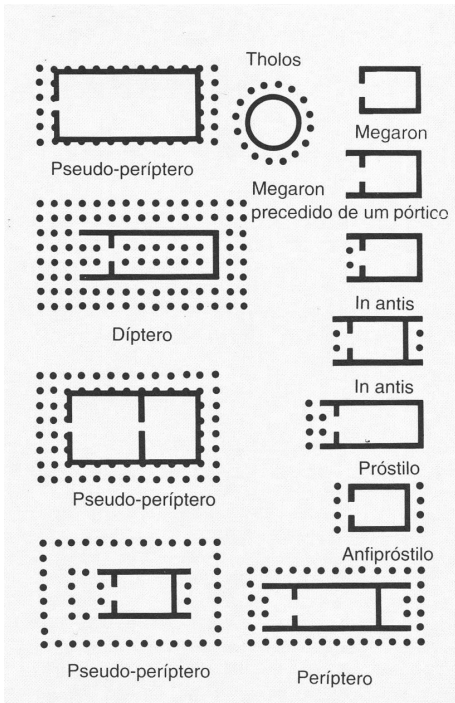 Tholos
Megaron
Pseudo-períptero
Megaron
precedido de um pórtico
In antis
Díptero
In antis
Próstilo
Pseudo-períptero
Anfipróstilo
Pseudo-períptero
Períptero